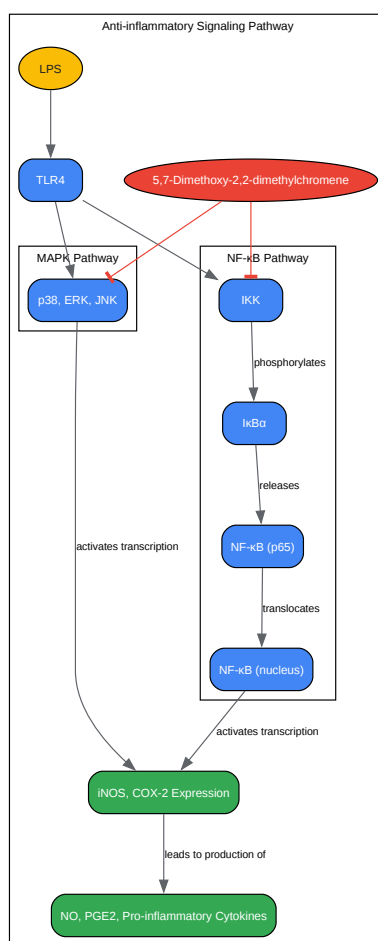 Anti-inflammatory Signaling Pathway
LPS
TLR4
5,7-Dimethoxy-2,2-dimethylchromene
MAPK Pathway
NF-κB Pathway
p38, ERK, JNK
IKK
phosphorylates
IκBα
releases
NF-κB (p65)
activates transcription
translocates
NF-κB (nucleus)
activates transcription
iNOS, COX-2 Expression
leads to production of
NO, PGE2, Pro-inflammatory Cytokines